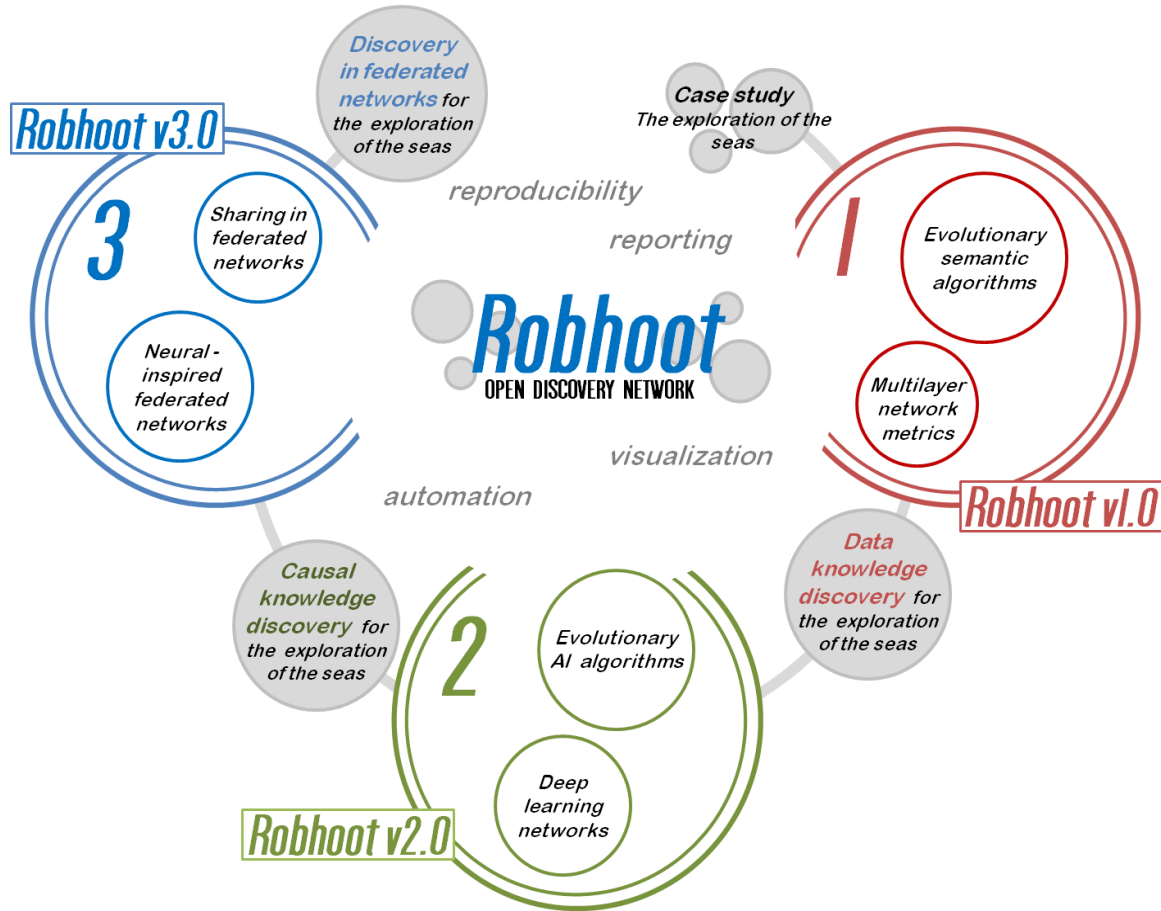 Discovery
in federated
networks for
the exploration
of the seas
Case study
The exploration of the
seas
Robhoot v3.0
3
Sharing in
federated
networks
Neural-
inspired
federated
networks
reproducibility
reporting
Robhoot
OPEN DISCOVERY NETWORK
visualization
automation
1
Evolutionary
semantic
algorithms
Multilayer
network
metrics
Robhoot v1.0
Data
knowledge
discovery for
the exploration
of the seas
Causal
knowledge
discovery for
the exploration
of the seas
2
Evolutionary
AI algorithms
Deep
learning
networks
Robhoot v2.0